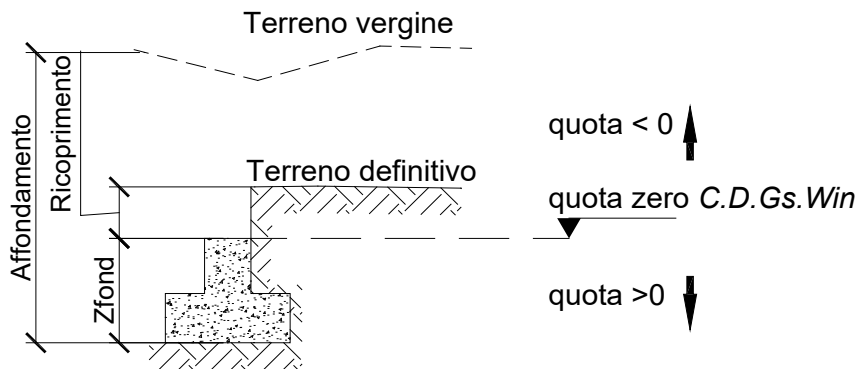 Terreno vergine
Affondamento
Ricoprimento
quota < 0
Terreno definitivo
quota zero C.D.Gs.Win
Zfond
quota >0